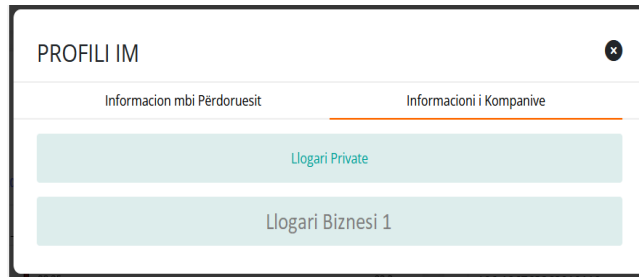 PROFILI IM
Informacion mbi Përdoruesit
Informacioni i Kompanive
Llogari Private
Llogari Biznesi 1